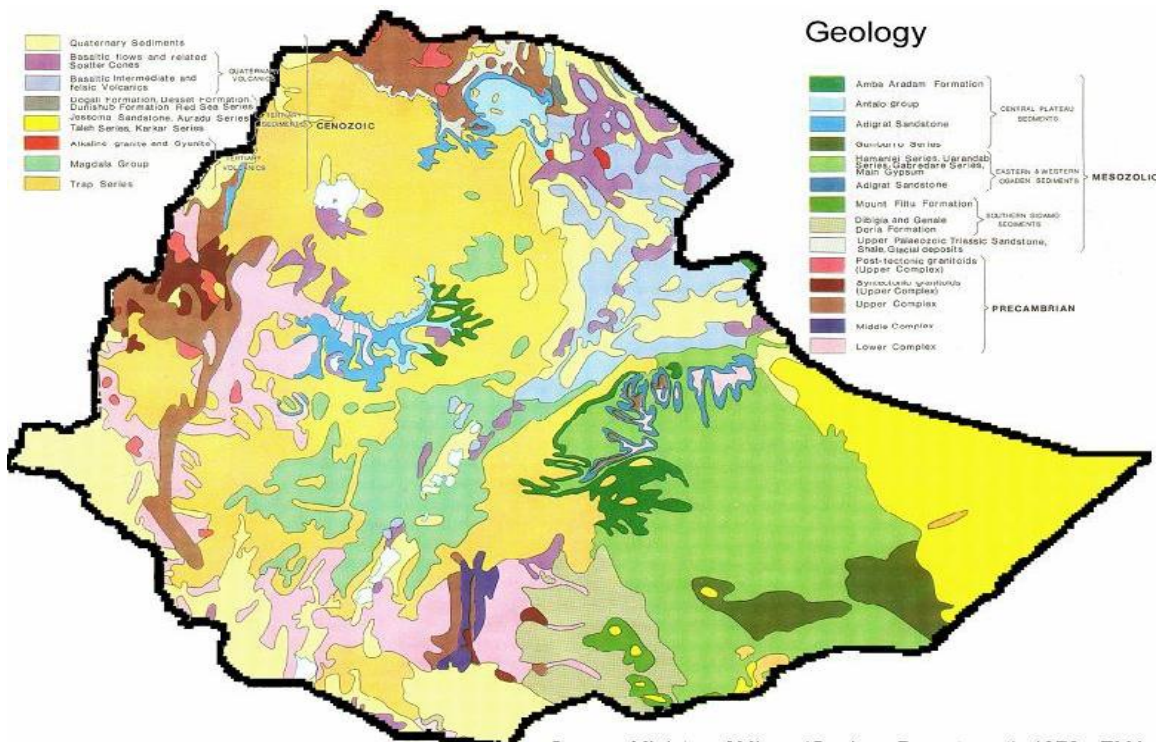 Geology
Quaternary Sediments
Basaltic flows and related
Spatter Cones
Basaltic Intermediate and
felsic Volcanics
QUATERNARY
VOLCANICS
Dogali Formation, Desset Formation,
Dunishub Formation Red Sea Series
Jessoma Sandstone, Auradu Series
Taleh Series, Karkar Series
TERTIARY
SEDIMENTS
CENOZOIC
Alkaline granite and Syenite
Magdala Group
Trap Series
TERTIARY
VOLCANICS
Amba Aradam Formation
Antalo group
Adigrat Sandstone
CENTRAL PLATEAU
SEDIMENTS
Series
Hamanlei Series, Uarandab
Series, Gabredare Series,
Main Gypsum
Adigrat Sandstone
EASTERN & WESTERN
OGADEN SEDIMENTS
MESOZOLIC
Mount Filtu Formation
Dibigia and Genale
Doria Formation
SOUTHERN SIDAMO
SEDIMENTS
Upper Palaeozoic Triassic Sandstone,
Shale, Glacial deposits
Post-tectonic granitoids
(Upper Complex)
Syntectonic granitoids
(Upper Complex)
Upper Complex
Middle Complex
Lower Complex
PRECAMBRIAN